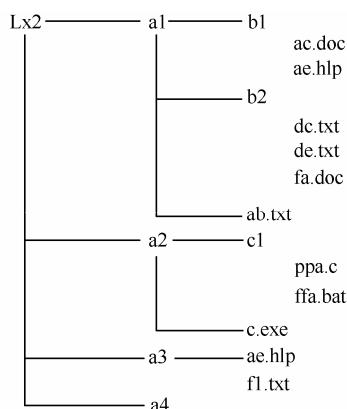 Lx2 a1 b1
ac.doc
ae.hlp
b2
dc.txt
de.txt
fa.doc
ab.txt
a2 c1
ppa.c
ffa.bat
c.exe
a3 ae.hlp
f1.txt
a4